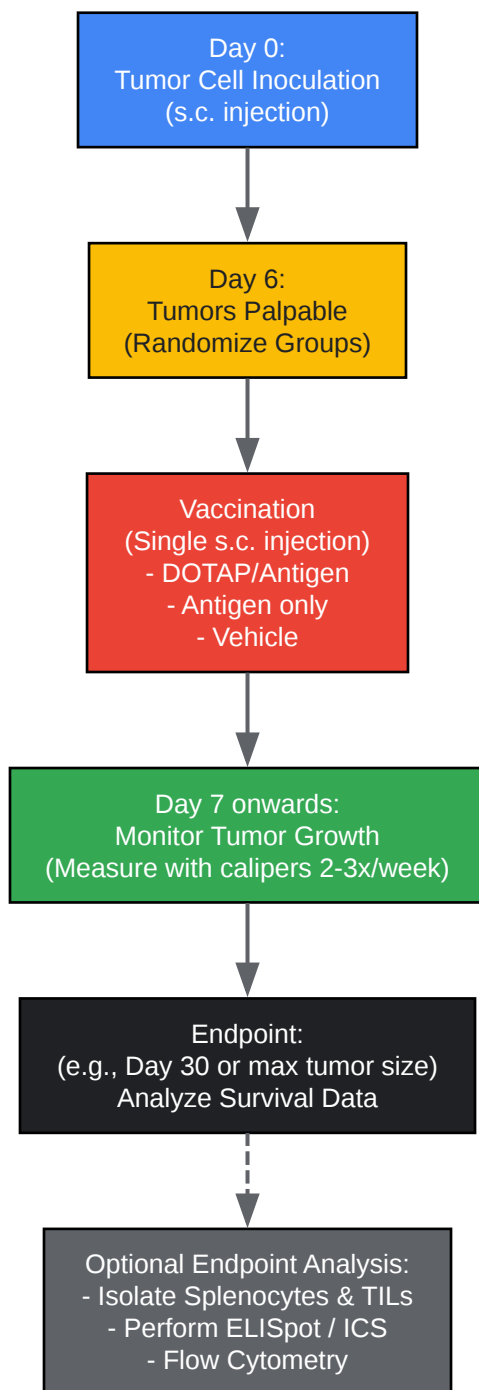 Day 0:
Tumor Cell Inoculation
(s.c. injection)
Day 6:
Tumors Palpable
(Randomize Groups)
Vaccination
(Single s.c. injection)
- DOTAP/Antigen
- Antigen only
- Vehicle
Day 7 onwards:
Monitor Tumor Growth
(Measure with calipers 2-3x/week)
Endpoint:
(e.g., Day 30 or max tumor size)
Analyze Survival Data
Optional Endpoint Analysis:
- Isolate Splenocytes & TILs
- Perform ELISpot / ICS
- Flow Cytometry